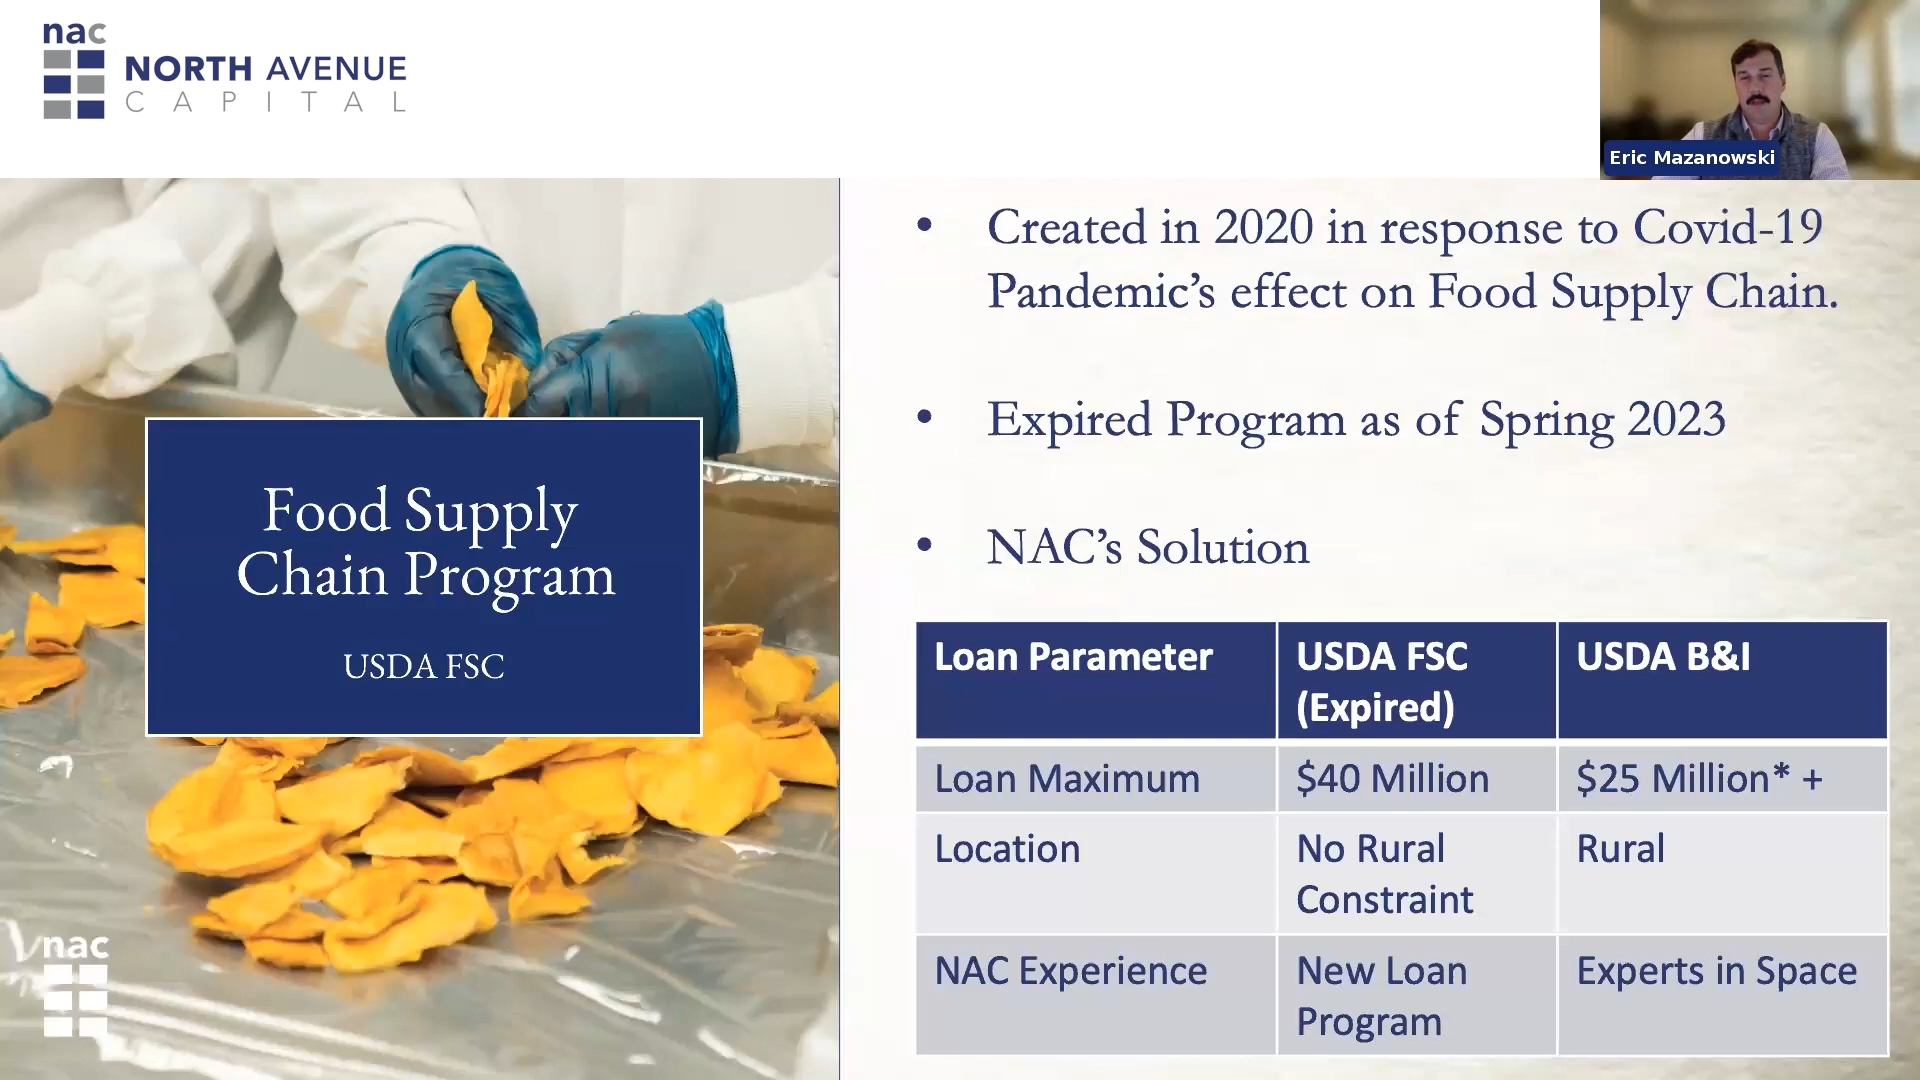 nac
NORTH AVENUE
CAPITAL
Eric Mazanowski
Food Supply
Chain Program
USDA FSC
nac
• Created in 2020 in response to Covid-19
Pandemic’s effect on Food Supply Chain.
• Expired Program as of Spring 2023
• NAC’s Solution
Loan Parameter USDA FSC USDA B&I
(Expired)
Loan Maximum $40 Million $25 Million* +
Location No Rural Rural
Constraint
NAC Experience New Loan Experts in Space
Program